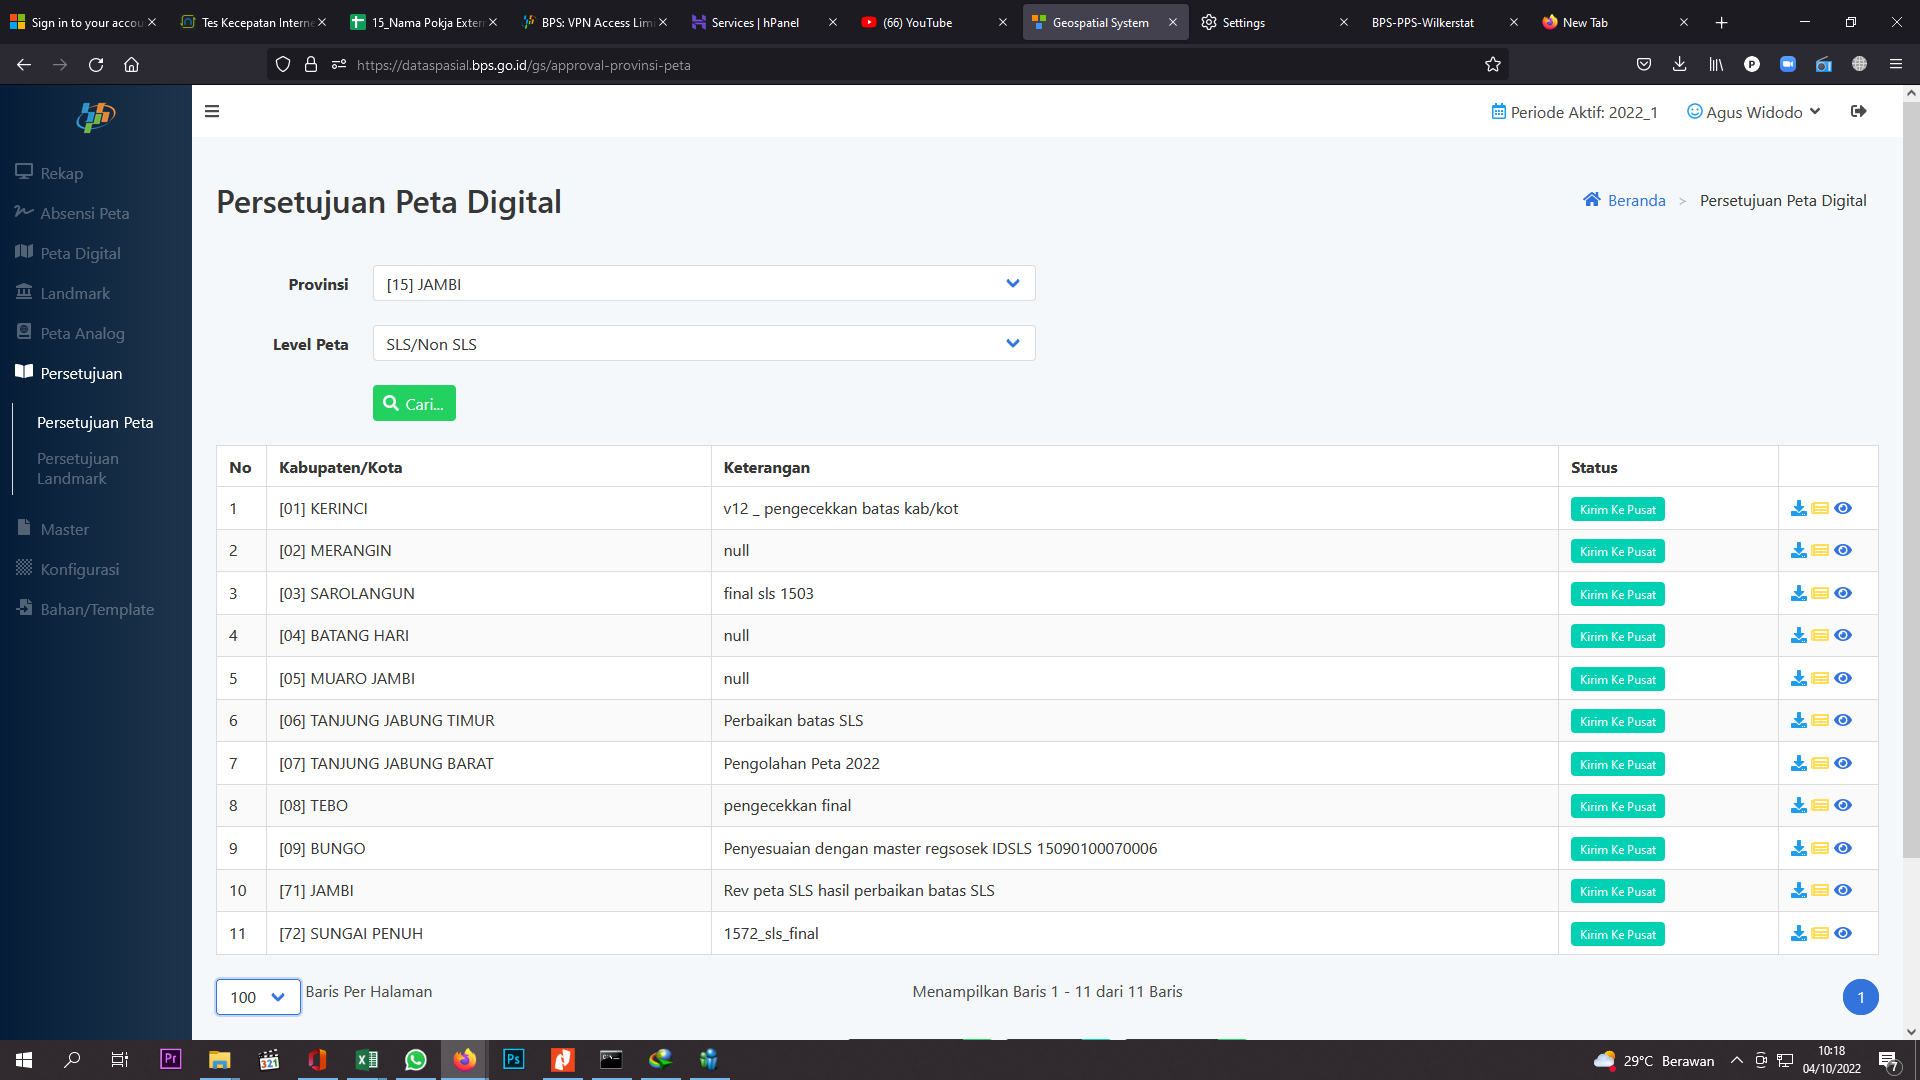 Sign in to your accou
Tes Kecepatan Interne
15_Nama Pokja Extern
BPS: VPN Access Limi
Services | hPanel
(66) YouTube
Geospatial System
Settings
BPS-PPS-Wilkerstat
New Tab
https://dataspasial.bps.go.id/gs/approval-provinsi-peta
Periode Aktif: 2022_1
Agus Widodo
Rekap
Absensi Peta
Peta Digital
Landmark
Peta Analog
Persetujuan
Persetujuan Peta
Persetujuan
Landmark
Master
Konfigurasi
Bahan/Template
Persetujuan Peta Digital
Beranda > Persetujuan Peta Digital
Provinsi [15] JAMBI
Level Peta SLS/Non SLS
Cari...
No Kabupaten/Kota Keterangan Status
1 [01] KERINCI v12 _ pengecekkan batas kab/kot Kirim Ke Pusat
2 [02] MERANGIN null Kirim Ke Pusat
3 [03] SAROLANGUN final sls 1503 Kirim Ke Pusat
4 [04] BATANG HARI null Kirim Ke Pusat
5 [05] MUARO JAMBI null Kirim Ke Pusat
6 [06] TANJUNG JABUNG TIMUR Perbaikan batas SLS Kirim Ke Pusat
7 [07] TANJUNG JABUNG BARAT Pengolahan Peta 2022 Kirim Ke Pusat
8 [08] TEBO pengecekkan final Kirim Ke Pusat
9 [09] BUNGO Penyesuaian dengan master regsosek IDSLS 15090100070006 Kirim Ke Pusat
10 [71] JAMBI Rev peta SLS hasil perbaikan batas SLS Kirim Ke Pusat
11 [72] SUNGAI PENUH 1572_sls_final Kirim Ke Pusat
100 Baris Per Halaman
Menampilkan Baris 1 - 11 dari 11 Baris
1
Pr
321
Ps
29°C Berawan
10:18
04/10/2022
7